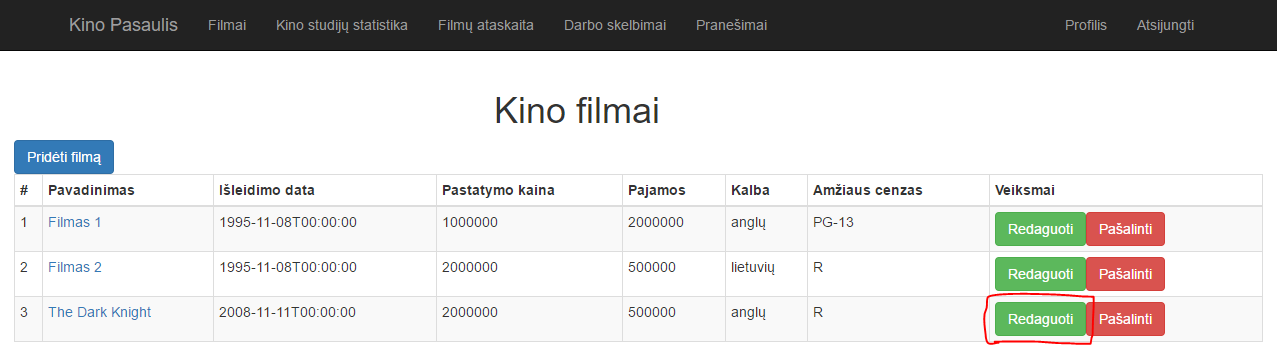 Kino Pasaulis Filmai Kino studijų statistika Filmų ataskaita Darbo skelbimai Pranešimai Profilis Atsijungti
Kino filmai
Pridėti filmą
# Pavadinimas Išleidimo data Pastatymo kaina Pajamos Kalba Amžiaus cenzas Veiksmai
1 Filmas 1 1995-11-08T00:00:00 1000000 2000000 anglų PG-13 Redaguoti Pašalinti
2 Filmas 2 1995-11-08T00:00:00 2000000 500000 lietuvių R Redaguoti Pašalinti
3 The Dark Knight 2008-11-11T00:00:00 2000000 500000 anglų R Redaguoti Pašalinti